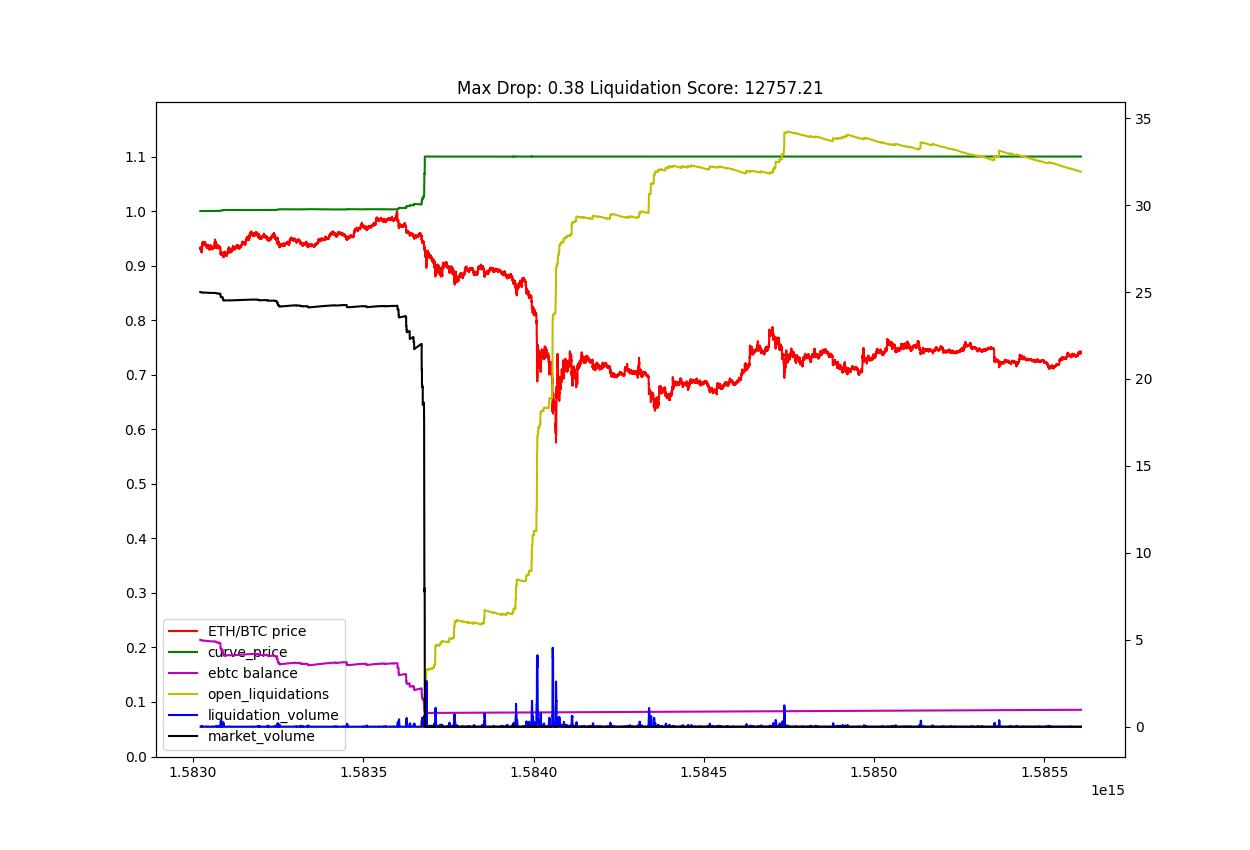 Max Drop: 0.38 Liquidation Score: 12757.21
1.1
1.0
0.9
0.8
0.7
0.6
0.5
0.4
0.3
0.2
0.1
0.0
35
30
25
20
15
10
5
0
ETH/BTC price
curve_price
ebtc balance
open_liquidations
liquidation_volume
market_volume
1.5830 1.5835 1.5840 1.5845 1.5850 1.5855
1e15